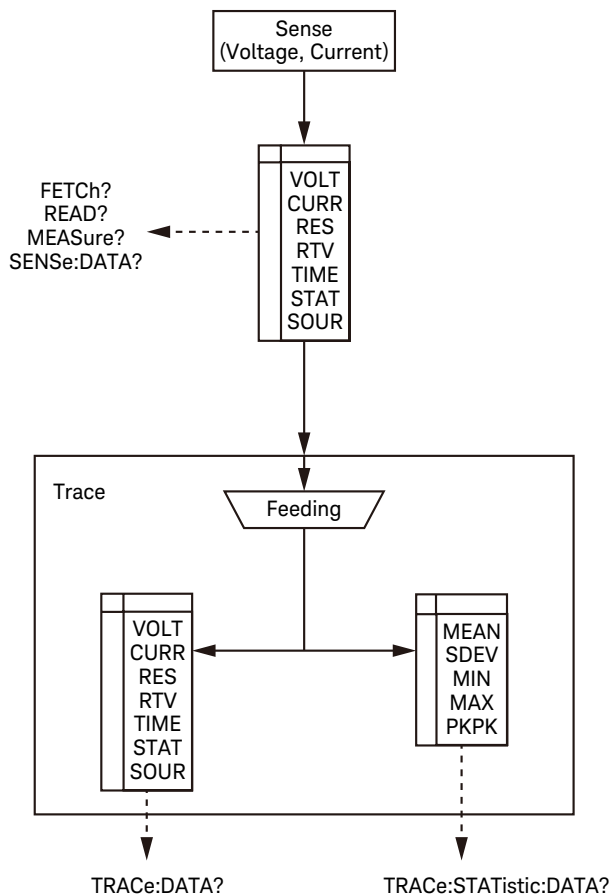 Sense
(Voltage, Current)
VOLT
CURR
RES
RTV
TIME
STAT
SOUR
FETCh?
READ?
MEASure?
SENSe:DATA?
Trace
Feeding
VOLT
CURR
RES
RTV
TIME
STAT
SOUR
MEAN
SDEV
MIN
MAX
PKPK
TRACe:DATA?
TRACe:STATistic:DATA?